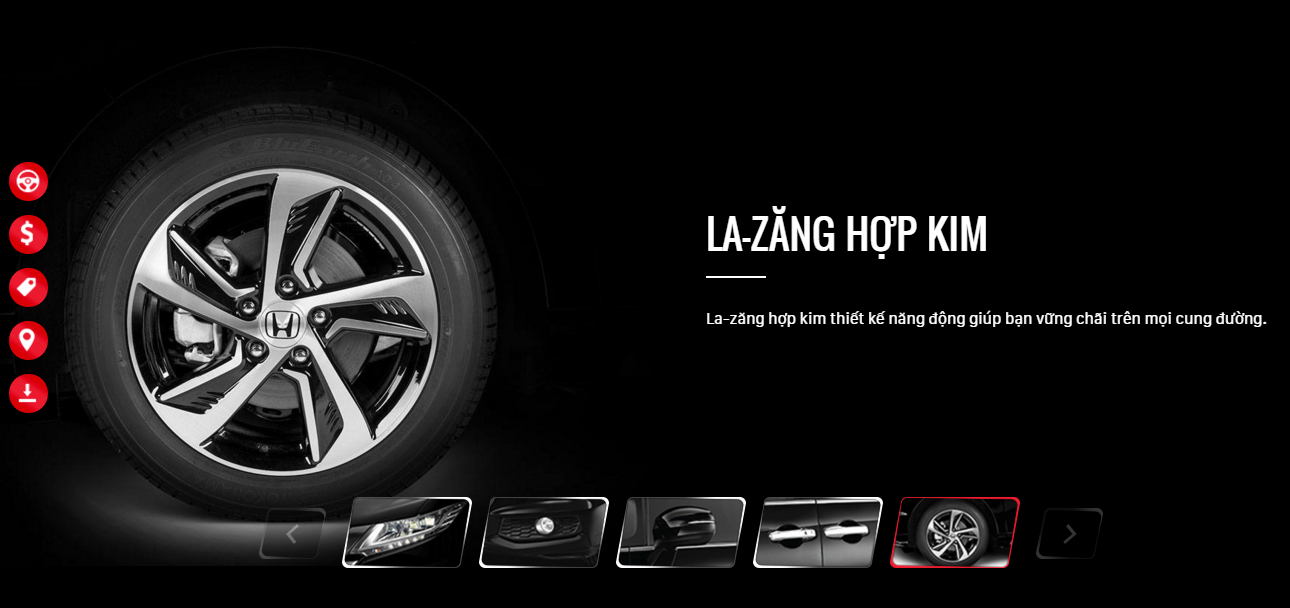 LA-ZĂNG HỢP KIM
La-zăng hợp kim thiết kế năng động giúp bạn vững chãi trên mọi cung đường.